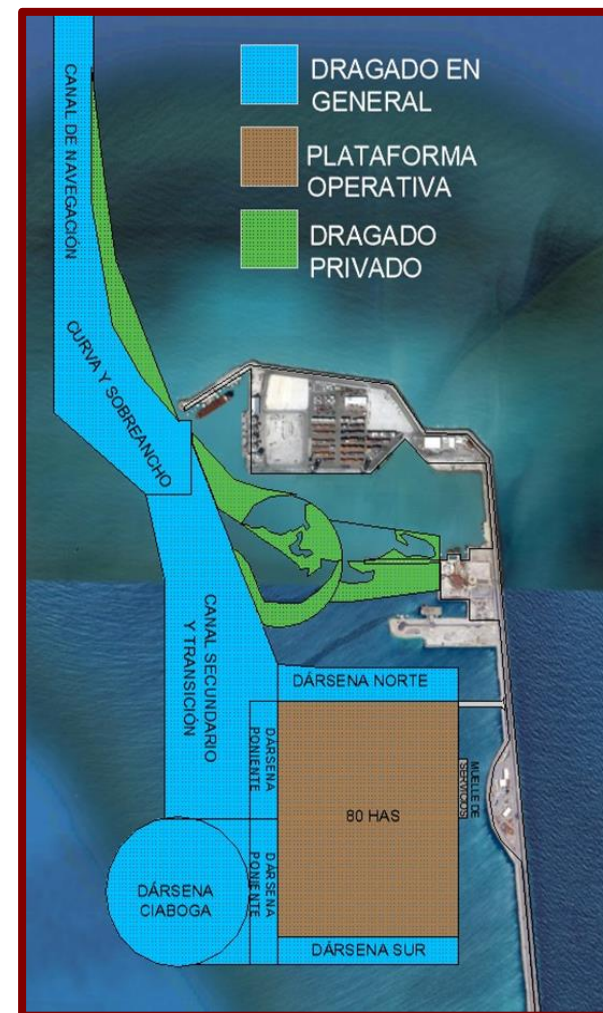 DRAGADO EN
GENERAL
PLATAFORMA
OPERATIVA
DRAGADO
PRIVADO
CANAL DE NAVEGACIÓN
CURVA Y SOBREANCHO
CANAL SECUNDARIO
Y TRANSICIÓN
DÁRSENA NORTE
DÁRSENA
PONIENTE
MUELLE DE
SERVICIOS
80 HAS
DÁRSENA
PONIENTE
DÁRSENA
CIABOGA
DÁRSENA SUR